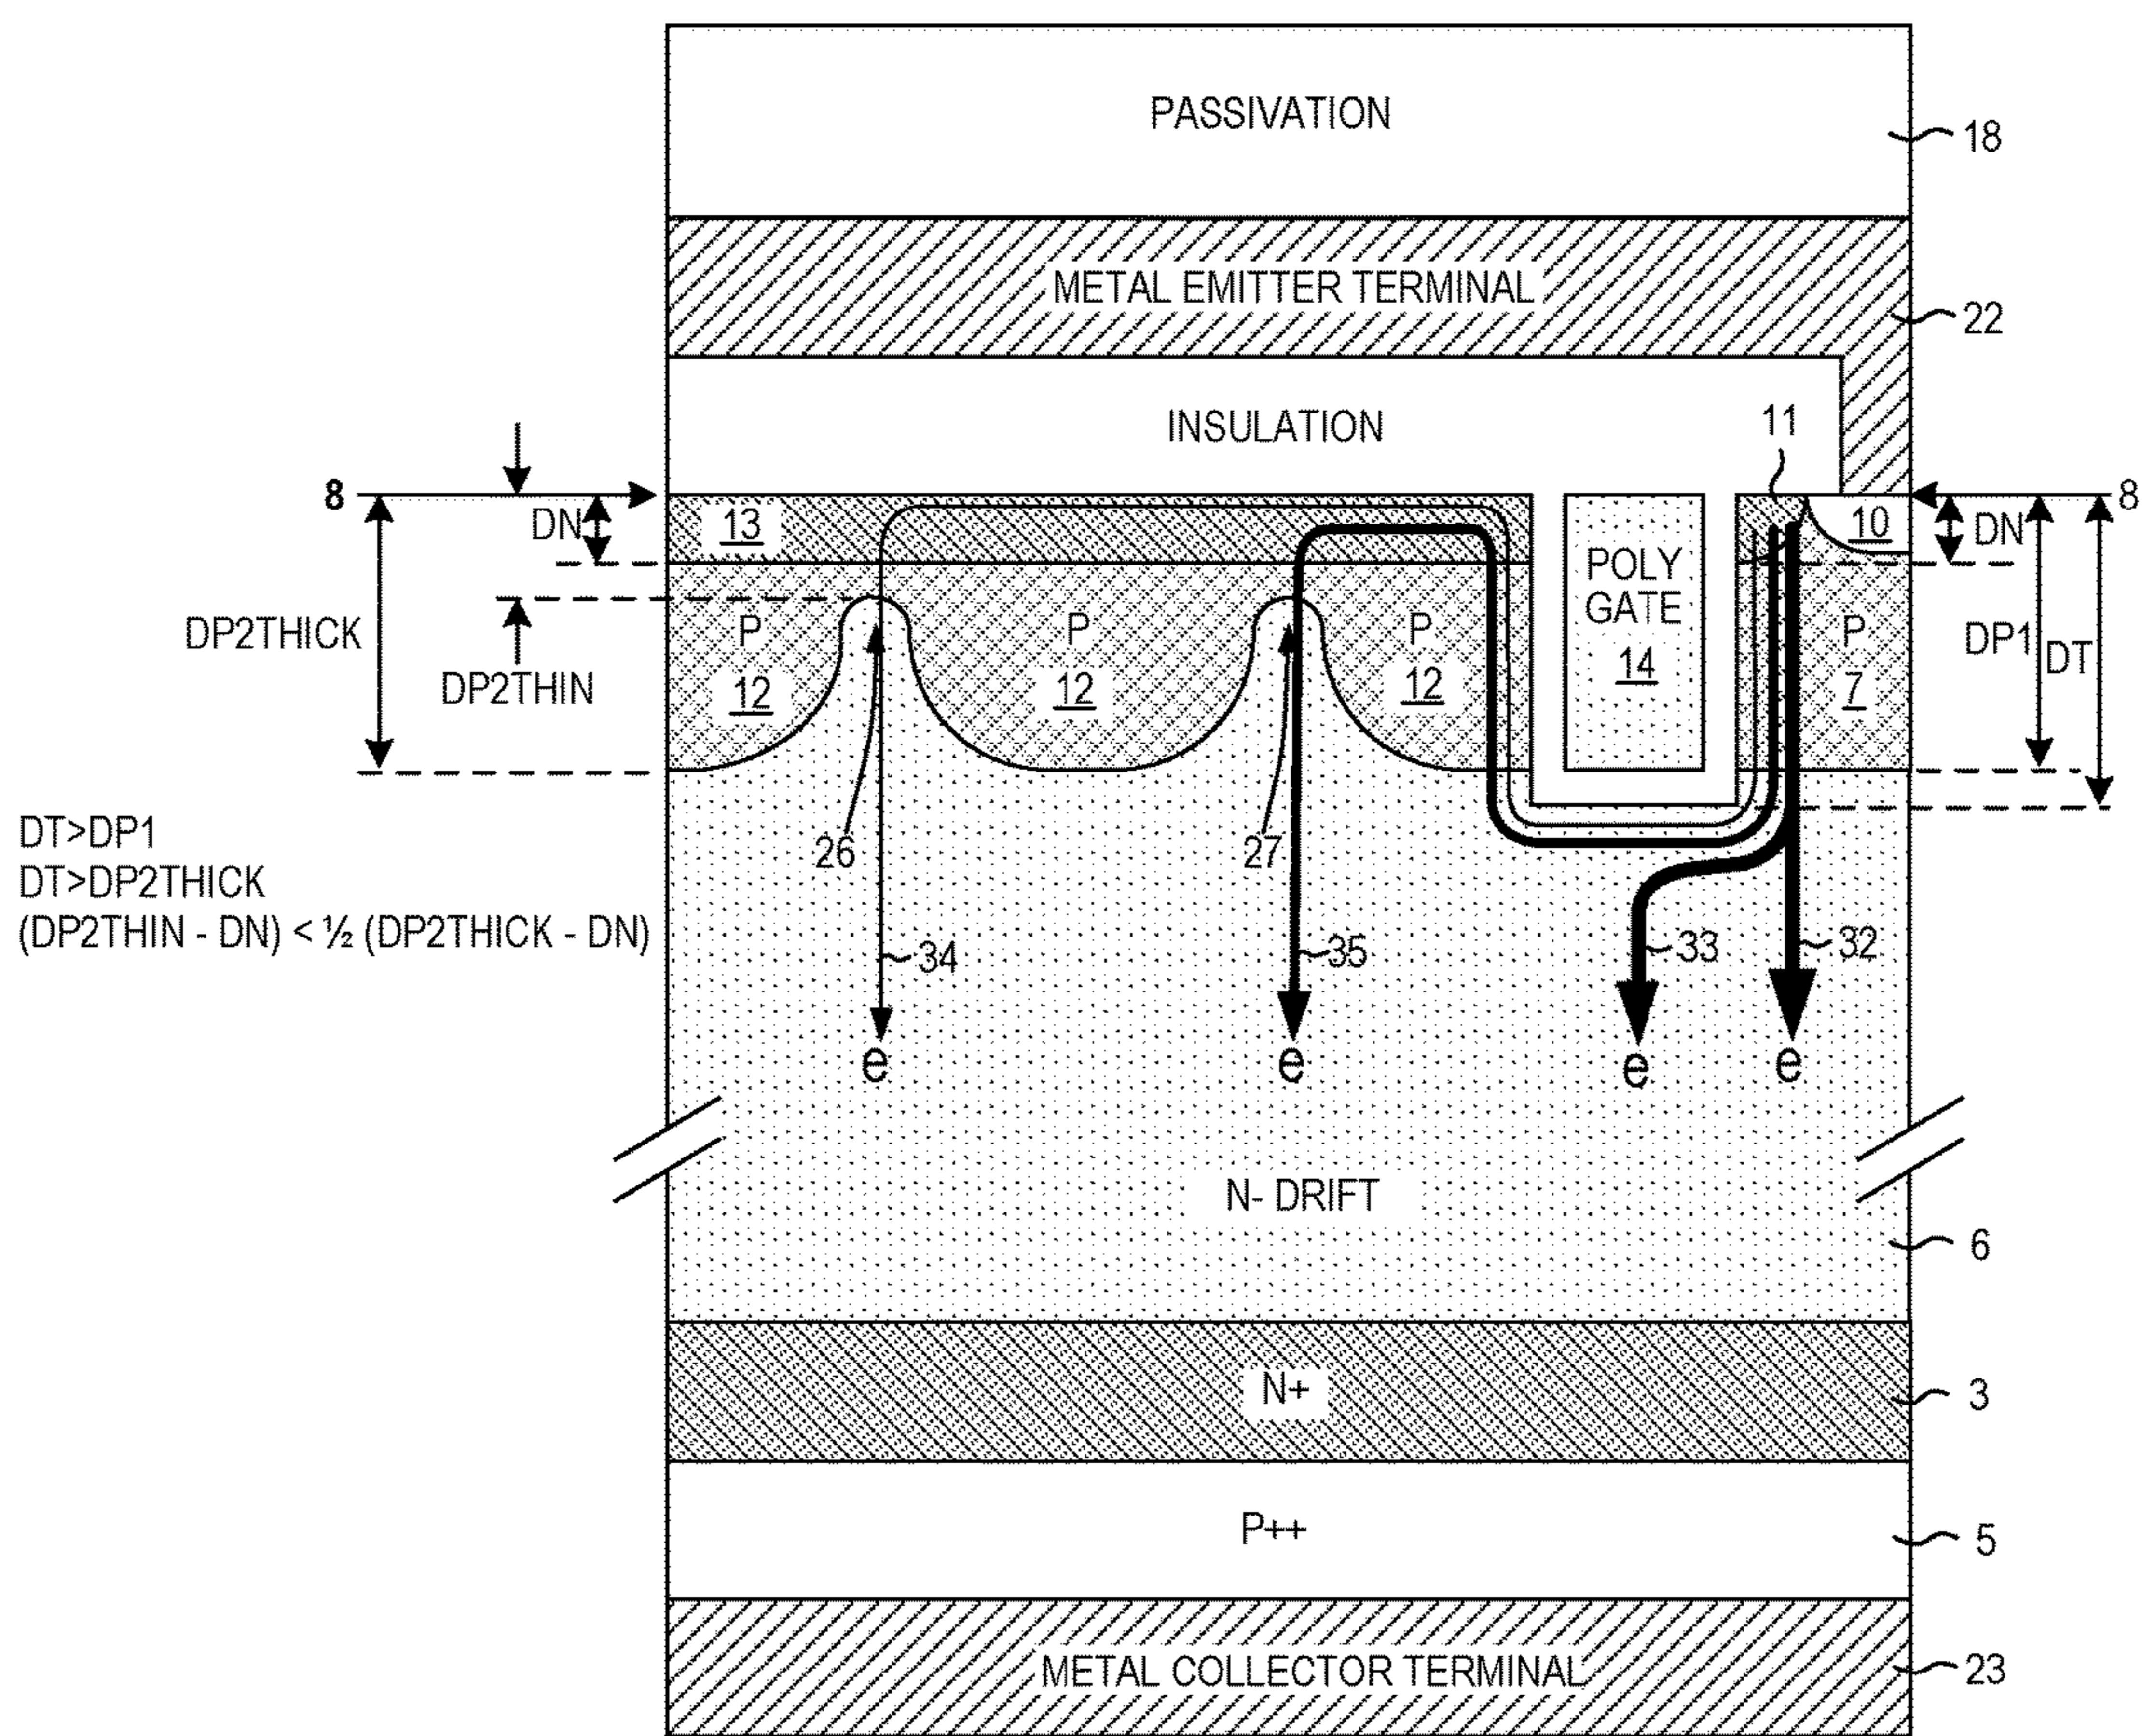 PASSIVATION
18
METAL EMITTER TERMINAL
22
INSULATION
11
8
8
DN
13
10
DN
POLY
GATE
14
P
12
P
12
P
12
P
7
DP1
DT
DP2THICK
DP2THIN
26
27
DT>DP1
DT>DP2THICK
(DP2THIN - DN) < ½ (DP2THICK - DN)
34
35
33
32
e
e
e
e
N- DRIFT
6
N+
3
P++
5
METAL COLLECTOR TERMINAL
23